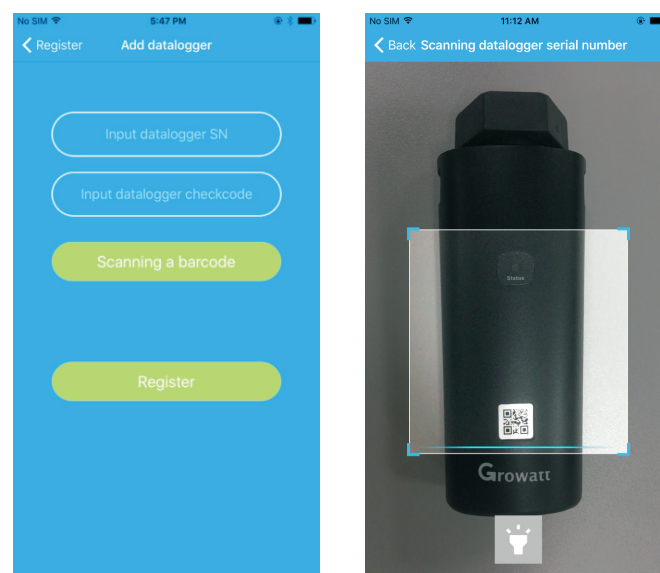 No SIM 5:47 PM
Register Add datalogger
Input datalogger SN
Input datalogger checkcode
Scanning a barcode
Register
No SIM 11:12 AM
Back Scanning datalogger serial number
Status
Growatt